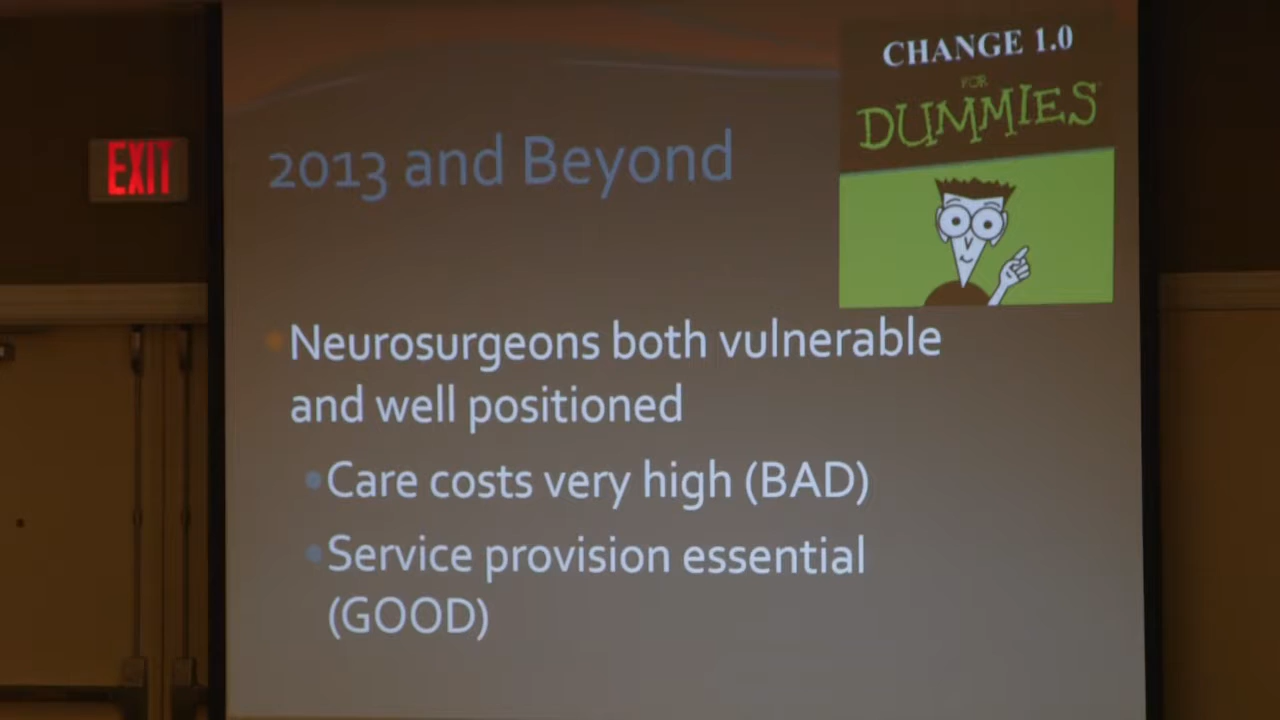 CHANGE 1.0
FOR
DUMMIES
EXIT
2013 and Beyond
Neurosurgeons both vulnerable
and well positioned
Care costs very high (BAD)
Service provision essential
(GOOD)